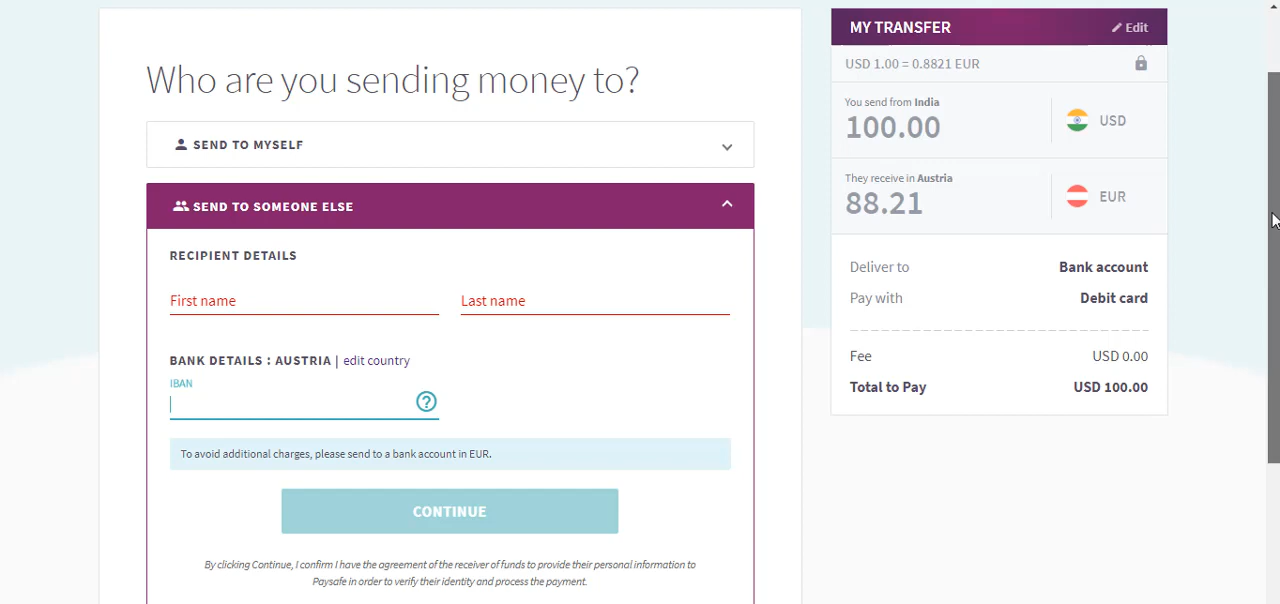 Who are you sending money to?
SEND TO MYSELF
SEND TO SOMEONE ELSE
RECIPIENT DETAILS
First name
Last name
BANK DETAILS : AUSTRIA | edit country
IBAN
?
To avoid additional charges, please send to a bank account in EUR.
CONTINUE
By clicking Continue, I confirm I have the agreement of the receiver of funds to provide their personal information to
Paysafe in order to verify their identity and process the payment.
MY TRANSFER
Edit
USD 1.00 = 0.8821 EUR
You send from India
100.00
USD
They receive in Austria
88.21
EUR
Deliver to Bank account
Pay with Debit card
Fee USD 0.00
Total to Pay USD 100.00